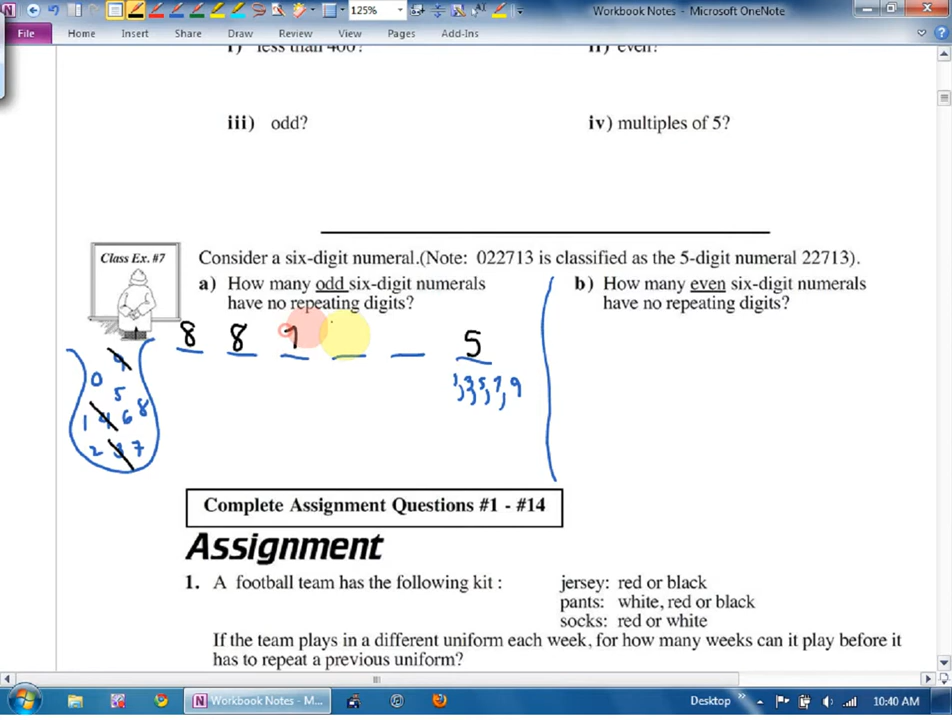 125%
Workbook Notes - Microsoft OneNote
File Home Insert Share Draw Review View Pages Add-Ins
i) less than 400? ii) even?
iii) odd? iv) multiples of 5?
Class Ex. #7
Consider a six-digit numeral.(Note: 022713 is classified as the 5-digit numeral 22713).
a) How many odd six-digit numerals
have no repeating digits?
b) How many even six-digit numerals
have no repeating digits?
8 8 7 5
1, 3, 5, 7, 9
9
0
5
8
1 4 6
2 3 7
Complete Assignment Questions #1 - #14
Assignment
1. A football team has the following kit : jersey: red or black
pants: white, red or black
socks: red or white
If the team plays in a different uniform each week, for how many weeks can it play before it
has to repeat a previous uniform?
Workbook Notes - M...
Desktop
10:40 AM